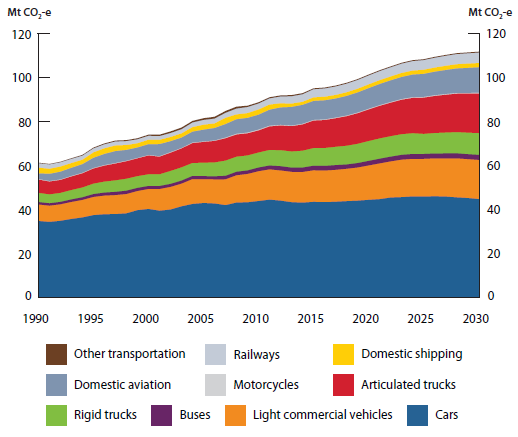 Mt CO₂-e Mt CO₂-e
120 120
100 100
80 80
60 60
40 40
20 20
0 0
1990 1995 2000 2005 2010 2015 2020 2025 2030
Other transportation Railways Domestic shipping
Domestic aviation Motorcycles Articulated trucks
Rigid trucks Buses Light commercial vehicles Cars